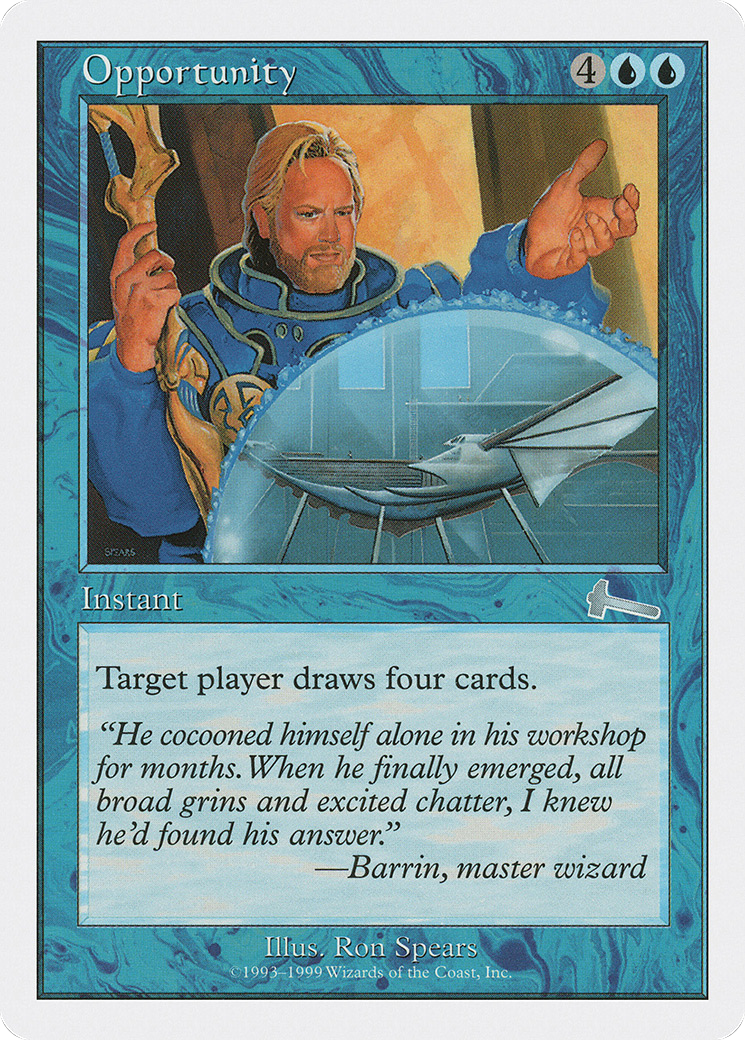 Opportunity 4
SPEARS
Instant
Target player draws four cards.
“He cocooned himself alone in his workshop
for months. When he finally emerged, all
broad grins and excited chatter, I knew
he’d found his answer.”
—Barrin, master wizard
Illus. Ron Spears
©1993–1999 Wizards of the Coast, Inc.